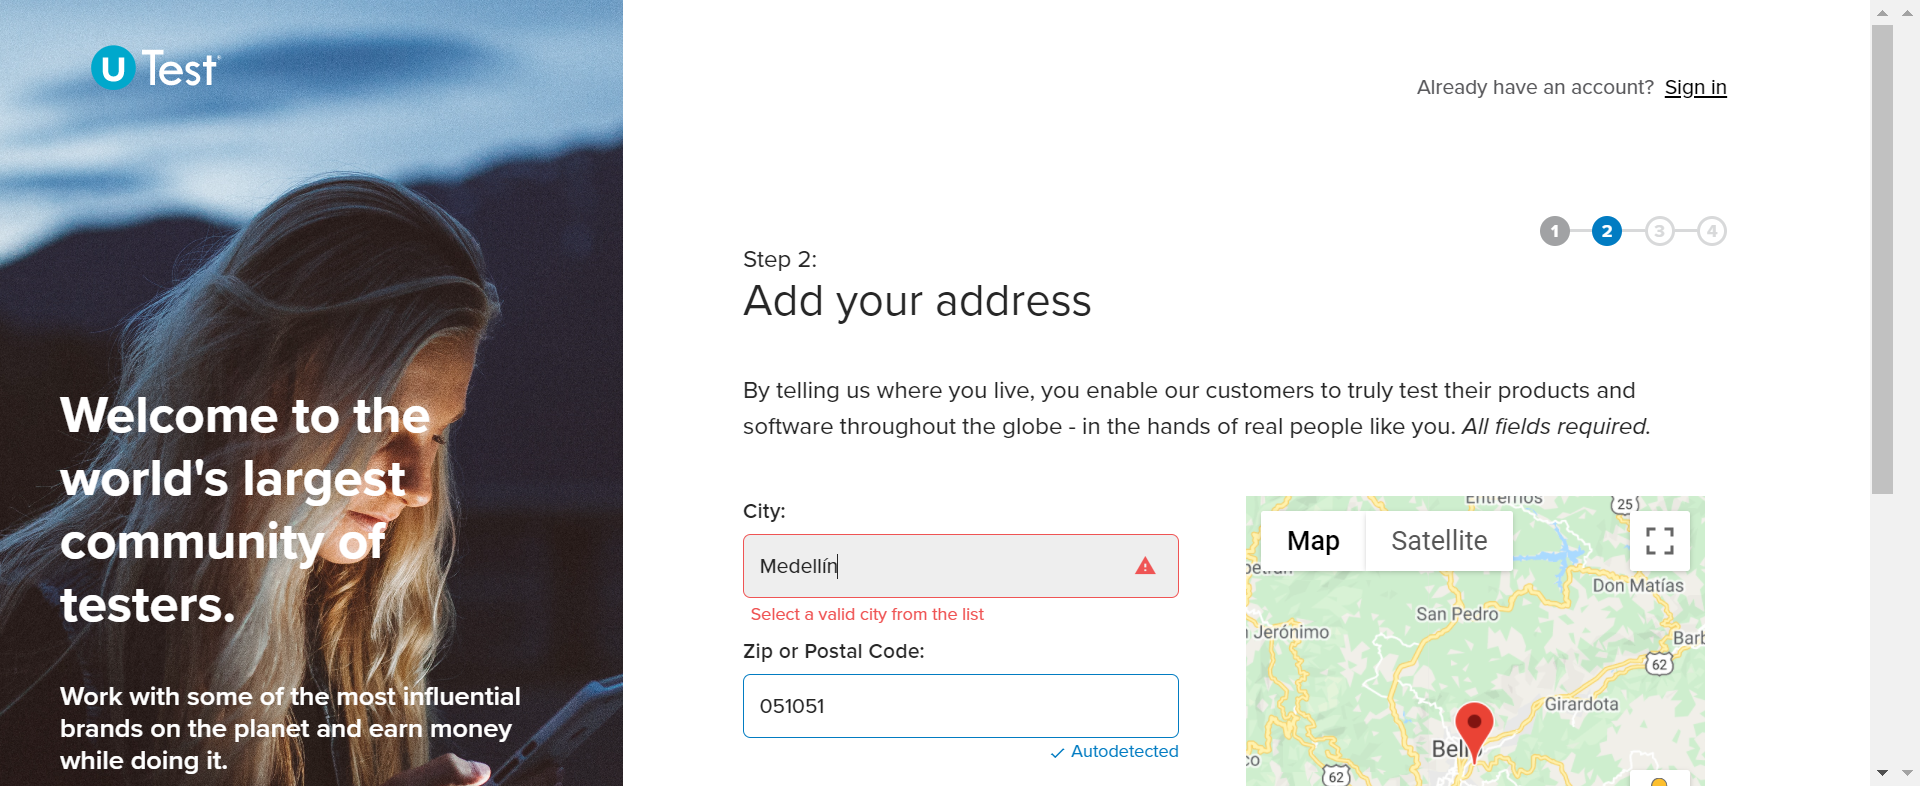 u Test
Already have an account? Sign in
1 2 3 4
Step 2:
Add your address
By telling us where you live, you enable our customers to truly test their products and
software throughout the globe - in the hands of real people like you. All fields required.
Welcome to the
world's largest
community of
testers.
Work with some of the most influential
brands on the planet and earn money
while doing it.
City:
Medellín
Select a valid city from the list
Zip or Postal Code:
051051
Autodetected
Entrerríos
25
Map Satellite
Don Matías
San Pedro
Jerónimo
62
Girardota
62